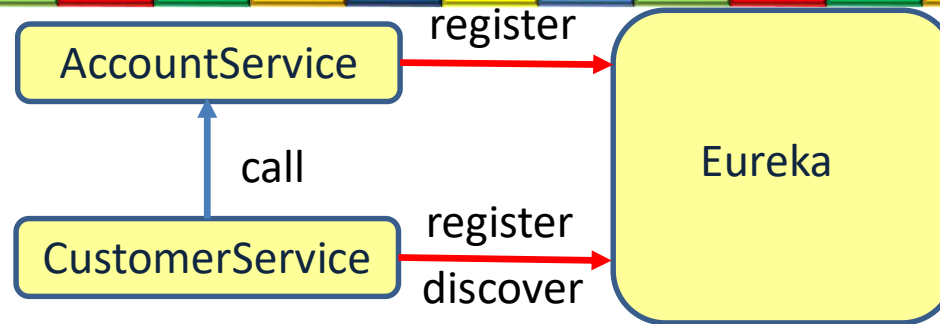 register
AccountService
call
Eureka
register
CustomerService
discover